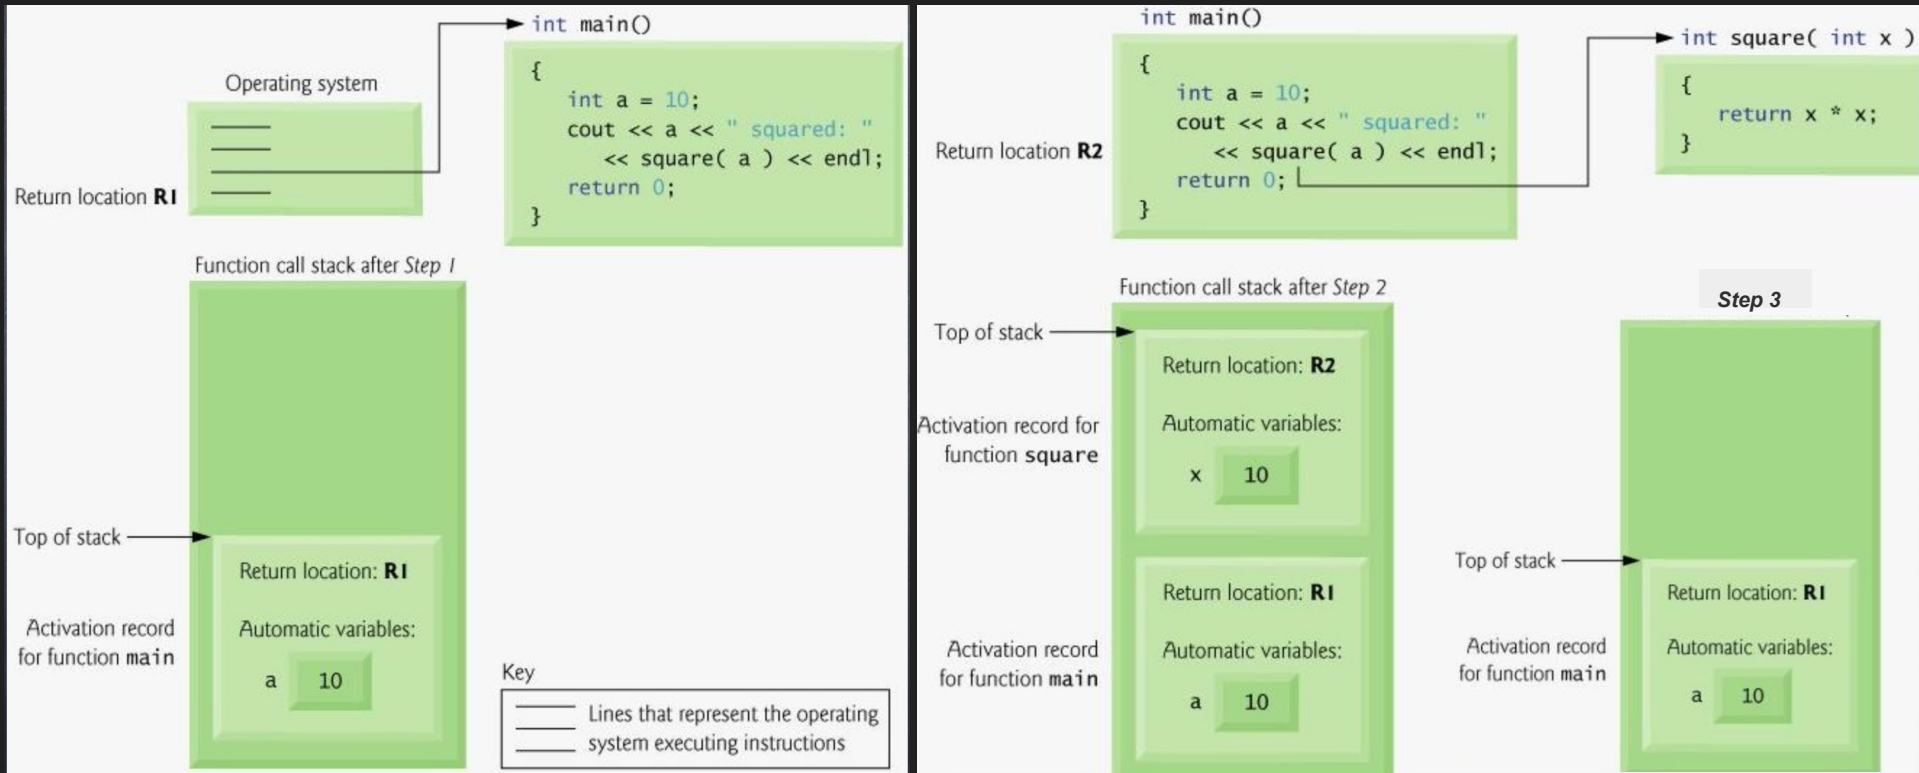 int main()
{
int a = 10;
cout << a << " squared: "
<< square( a ) << endl;
return 0;
}
Operating system
Return location R1
Function call stack after Step 1
Top of stack
Return location: R1
Activation record
for function main
Automatic variables:
a 10
Key
Lines that represent the operating
system executing instructions
int main()
{
int a = 10;
cout << a << " squared: "
<< square( a ) << endl;
return 0;
}
Return location R2
int square( int x )
{
return x * x;
}
Function call stack after Step 2
Top of stack
Return location: R2
Activation record for
function square
Automatic variables:
x 10
Return location: R1
Activation record
for function main
Automatic variables:
a 10
Step 3
Top of stack
Return location: R1
Activation record
for function main
Automatic variables:
a 10